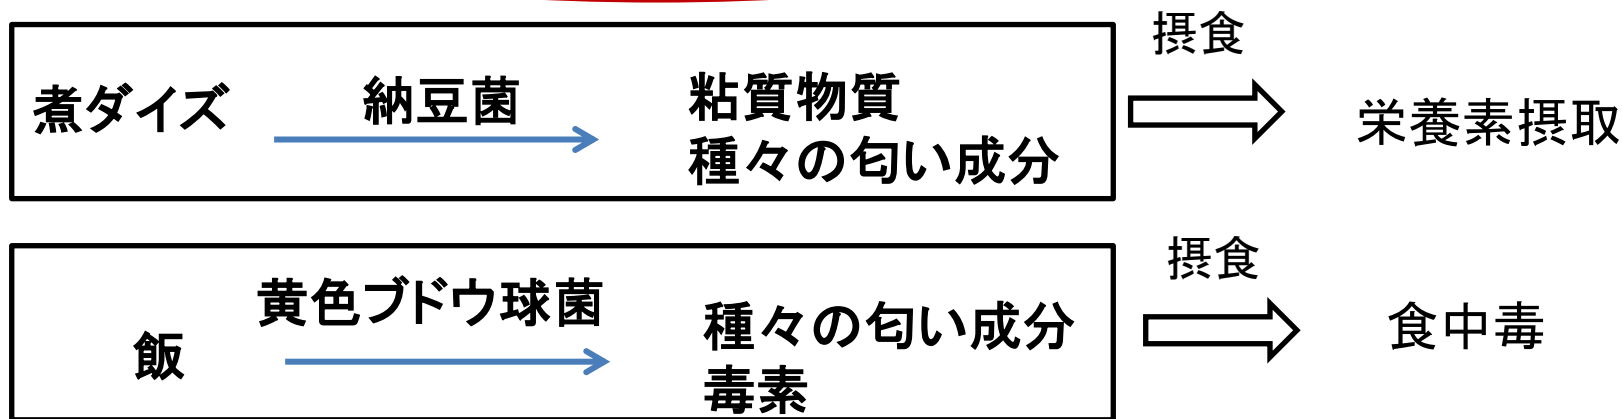 摂食
煮ダイズ 納豆菌 粘質物質
種々の匂い成分
栄養素摂取
摂食
黄色ブドウ球菌
飯
種々の匂い成分
毒素
食中毒